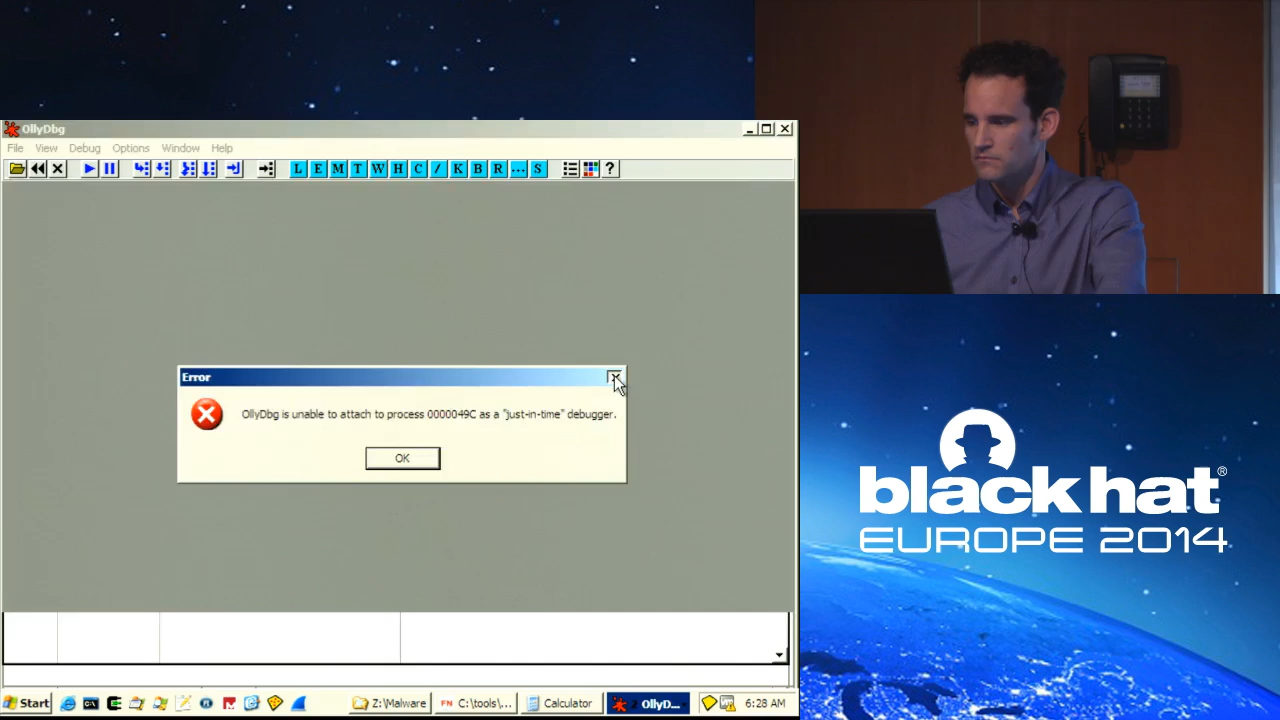 OllyDbg
File View Debug Options Window Help
L E M T W H C / K B R ... S ?
Error
OllyDbg is unable to attach to process 0000049C as a "just-in-time" debugger.
OK
Start
Z:\Malware
FN C:\tools\...
Calculator
OllyD...
6:28 AM
black hat®
EUROPE 2014